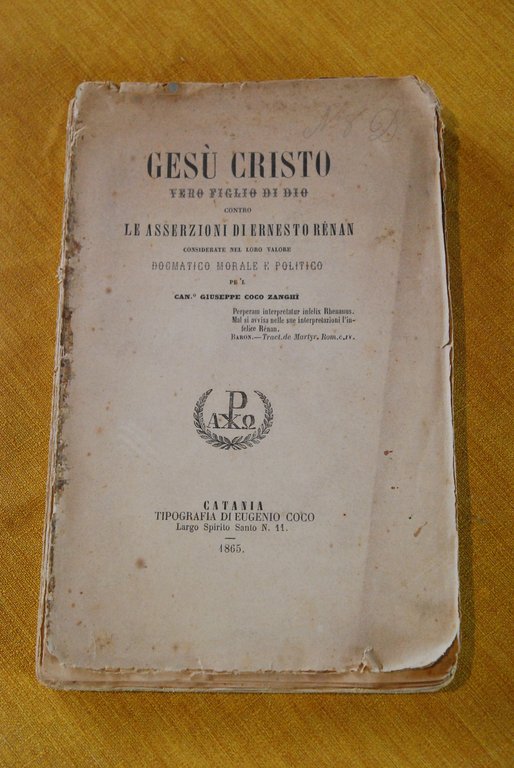 N. 8 D.
GESÙ CRISTO
VERO FIGLIO DI DIO
CONTRO
LE ASSERZIONI DI ERNESTO RÉNAN
CONSIDERATE NEL LORO VALORE
DOGMATICO MORALE E POLITICO
PE 'L
CAN.º GIUSEPPE COCO ZANGHÌ
Perperam interpretatur infelix Rhenanus.
Mal si avvisa nelle sue interpretazioni l'in-
felice Rénan.
BARON.—Tract. de Martyr. Rom. c. IV.
P
AXΩ
CATANIA
TIPOGRAFIA DI EUGENIO COCO
Largo Spirito Santo N. 11.
1865.